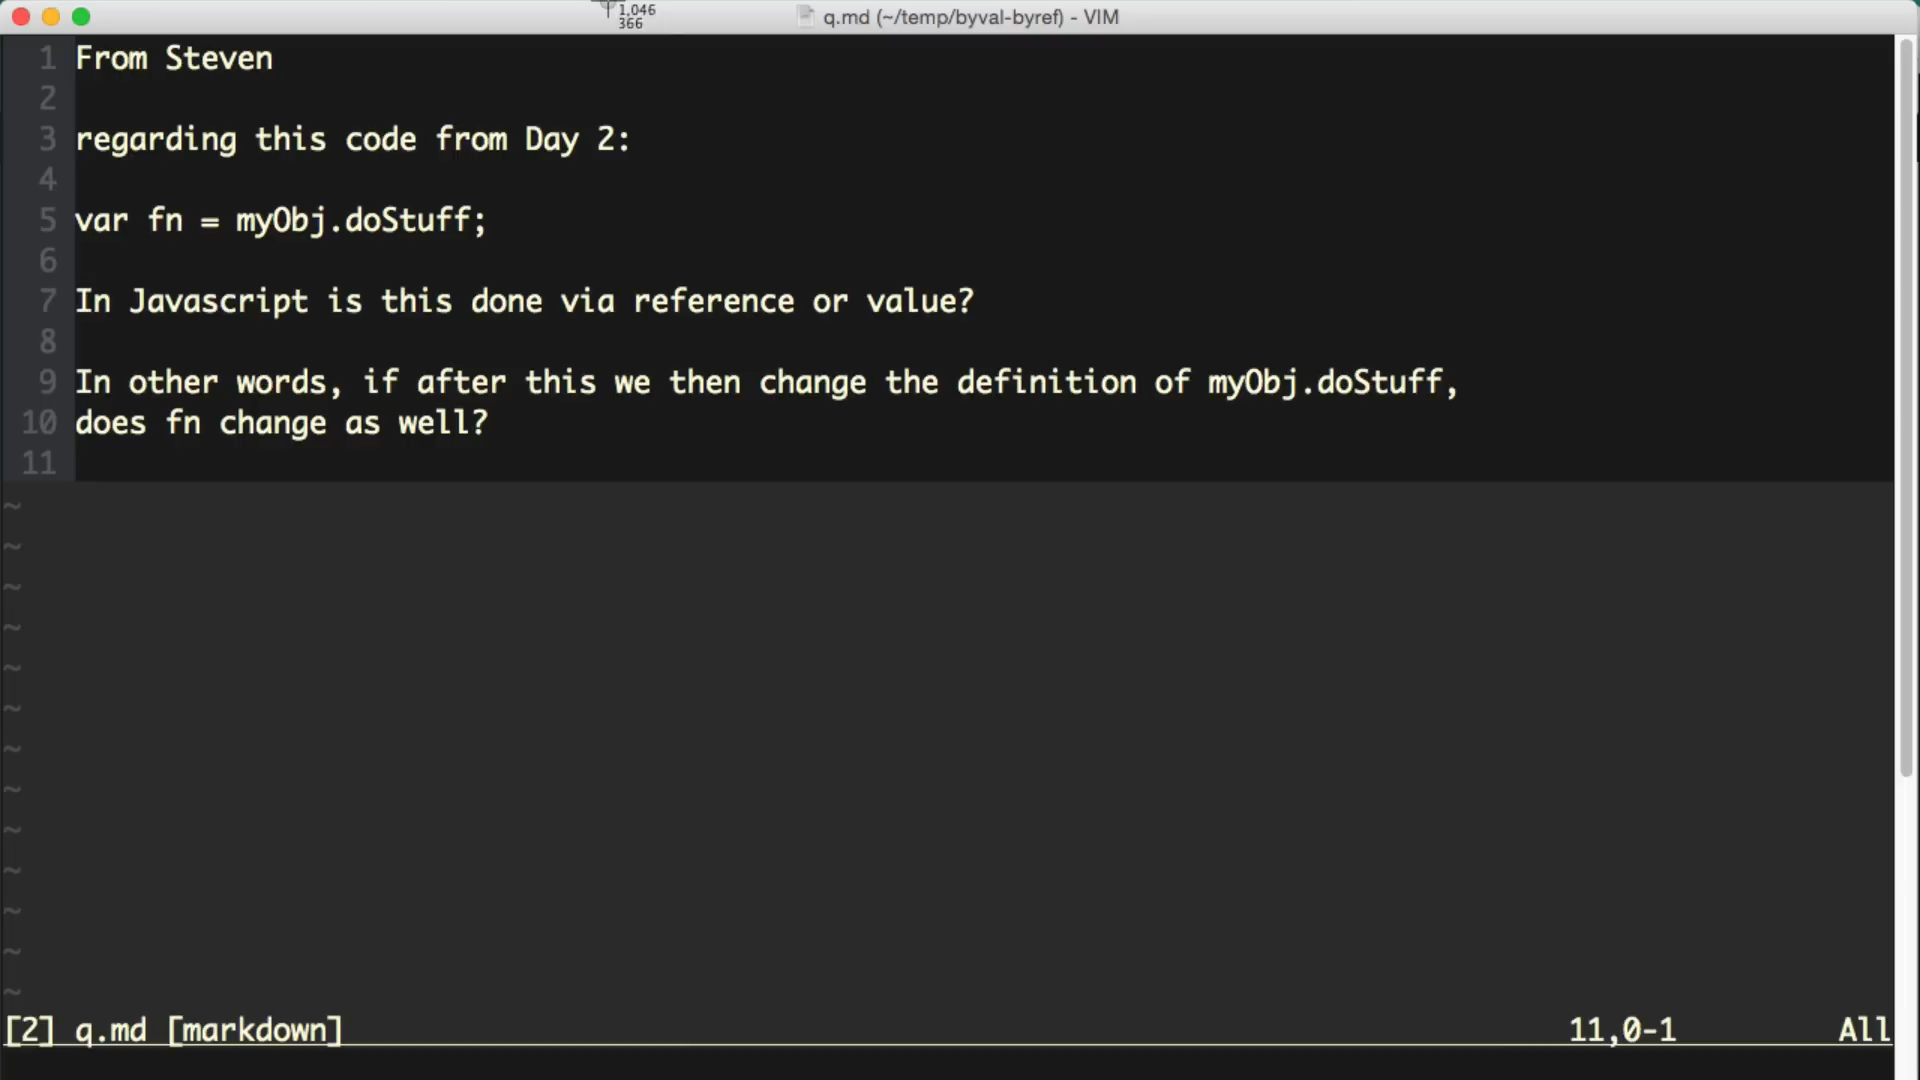 1,046
366
q.md (~/temp/byval-byref) - VIM
1 From Steven
2
3 regarding this code from Day 2:
4
5 var fn = myObj.doStuff;
6
7 In Javascript is this done via reference or value?
8
9 In other words, if after this we then change the definition of myObj.doStuff,
10 does fn change as well?
11
~
~
~
~
~
~
~
~
~
~
~
~
~
[2] q.md [markdown] 11,0-1 All